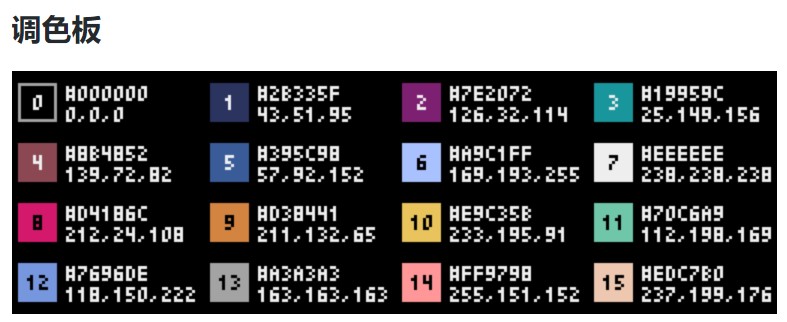 调色板
0 #000000
0,0,0
1 #2B335F
43,51,95
2 #7E2072
126,32,114
3 #19959C
25,149,156
4 #8B4852
139,72,82
5 #395C98
57,92,152
6 #A9C1FF
169,193,255
7 #EEEEEE
238,238,238
8 #D4186C
212,24,108
9 #D38441
211,132,65
10 #E9C35B
233,195,91
11 #70C6A9
112,198,169
12 #7696DE
118,150,222
13 #A3A3A3
163,163,163
14 #FF9798
255,151,152
15 #EDC7B0
237,199,176